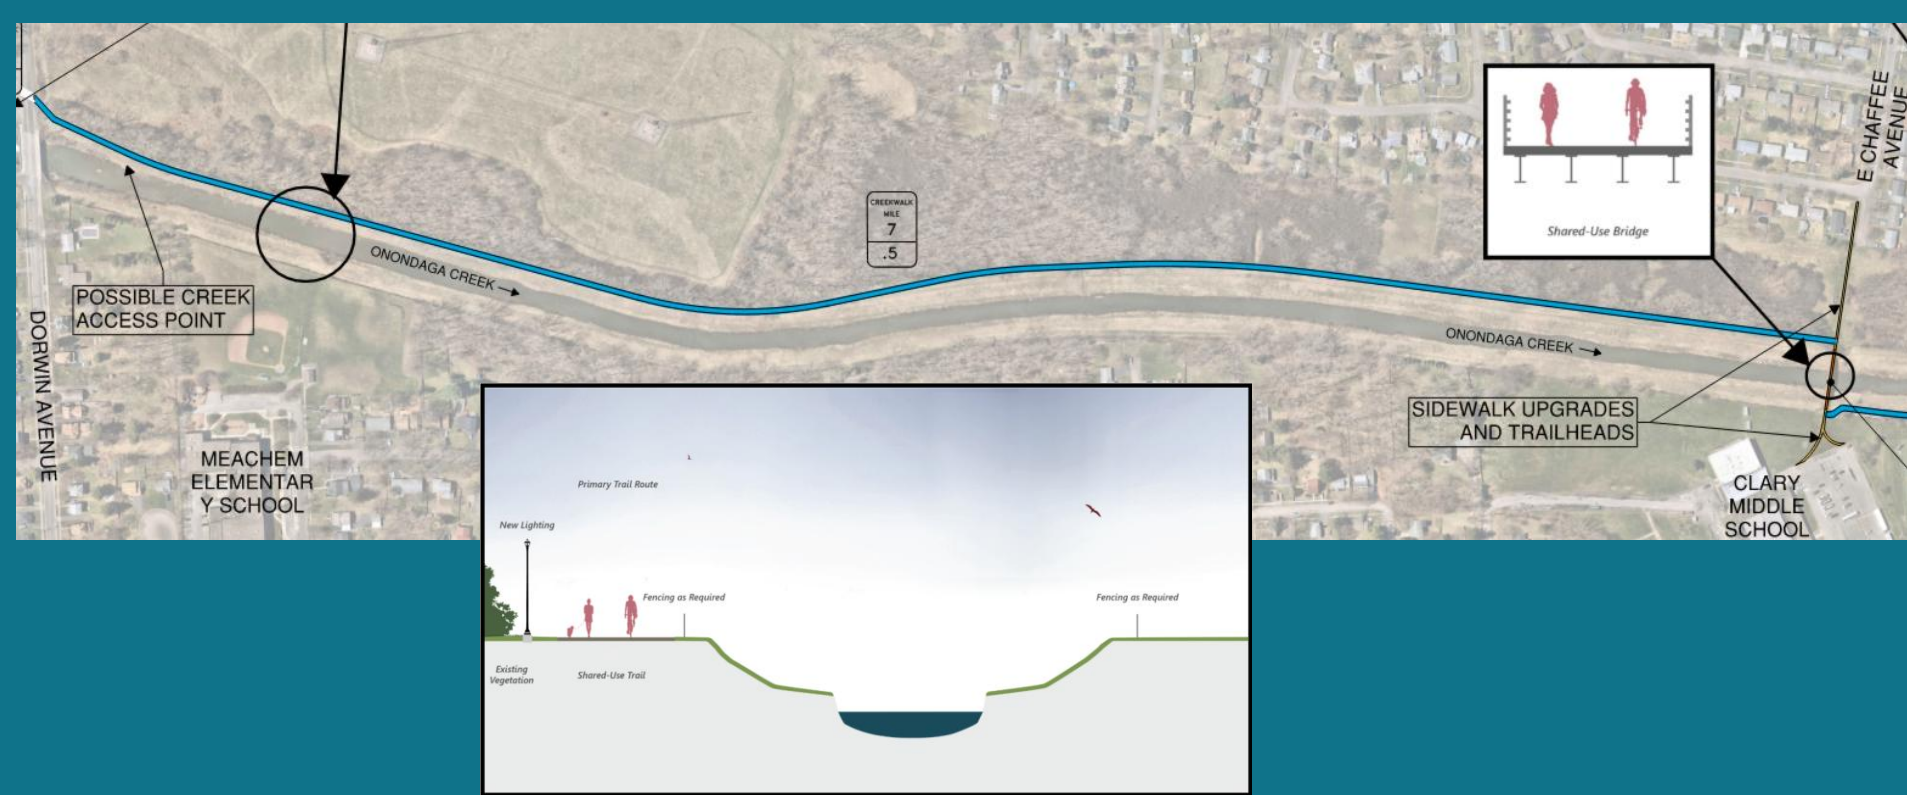 E CHAFFEE
AVENUE
Shared-Use Bridge
CREEKWALK
MILE
7
.5
ONONDAGA CREEK →
POSSIBLE CREEK
ACCESS POINT
DORWIN AVENUE
ONONDAGA CREEK →
SIDEWALK UPGRADES
AND TRAILHEADS
MEACHEM
ELEMENTAR
Y SCHOOL
CLARY
MIDDLE
SCHOOL
Primary Trail Route
New Lighting
Fencing as Required
Fencing as Required
Existing
Vegetation
Shared-Use Trail